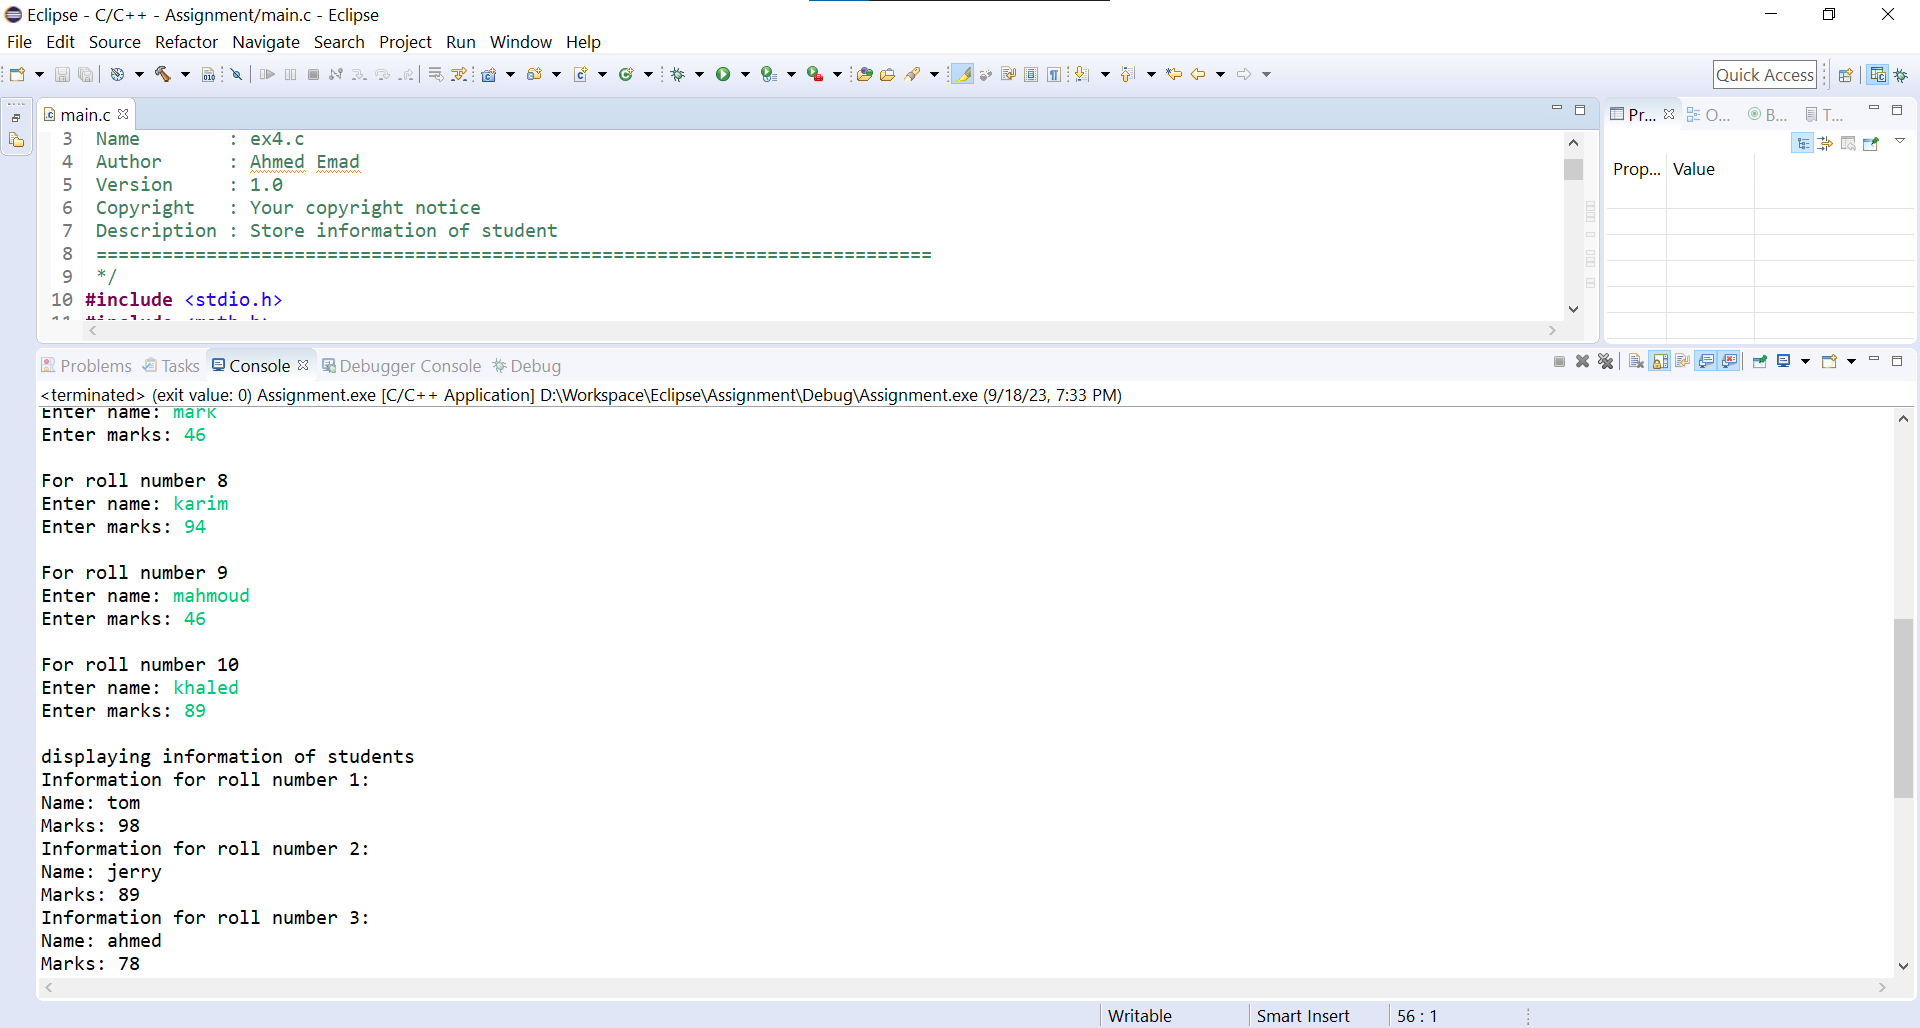 Eclipse - C/C++ - Assignment/main.c - Eclipse
File Edit Source Refactor Navigate Search Project Run Window Help
Quick Access
main.c
3 Name : ex4.c
4 Author : Ahmed Emad
5 Version : 1.0
6 Copyright : Your copyright notice
7 Description : Store information of student
8 ============================================================================
9 */
10 #include <stdio.h>
11 #include <math.h>
Pr... O... B... T...
Prop... Value
Problems Tasks Console Debugger Console Debug
<terminated> (exit value: 0) Assignment.exe [C/C++ Application] D:\Workspace\Eclipse\Assignment\Debug\Assignment.exe (9/18/23, 7:33 PM)
Enter name: mark
Enter marks: 46
For roll number 8
Enter name: karim
Enter marks: 94
For roll number 9
Enter name: mahmoud
Enter marks: 46
For roll number 10
Enter name: khaled
Enter marks: 89
displaying information of students
Information for roll number 1:
Name: tom
Marks: 98
Information for roll number 2:
Name: jerry
Marks: 89
Information for roll number 3:
Name: ahmed
Marks: 78
Writable Smart Insert 56 : 1